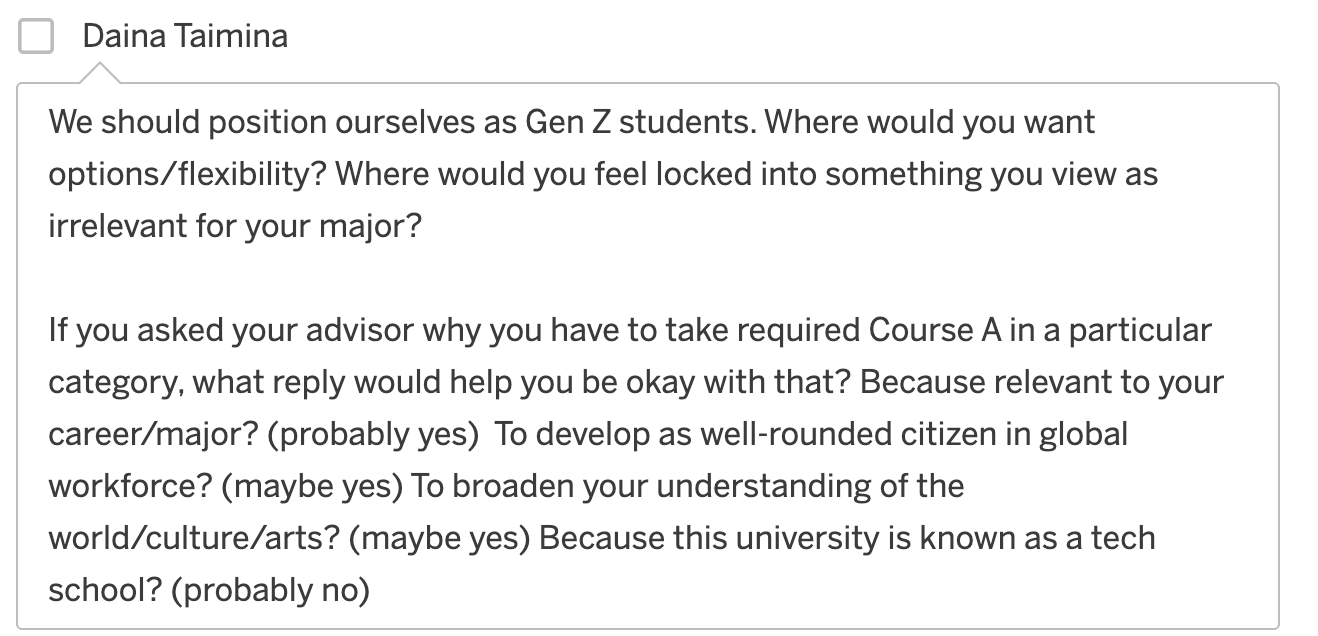 Daina Taimina
We should position ourselves as Gen Z students. Where would you want
options/flexibility? Where would you feel locked into something you view as
irrelevant for your major?
If you asked your advisor why you have to take required Course A in a particular
category, what reply would help you be okay with that? Because relevant to your
career/major? (probably yes)  To develop as well-rounded citizen in global
workforce? (maybe yes) To broaden your understanding of the
world/culture/arts? (maybe yes) Because this university is known as a tech
school? (probably no)